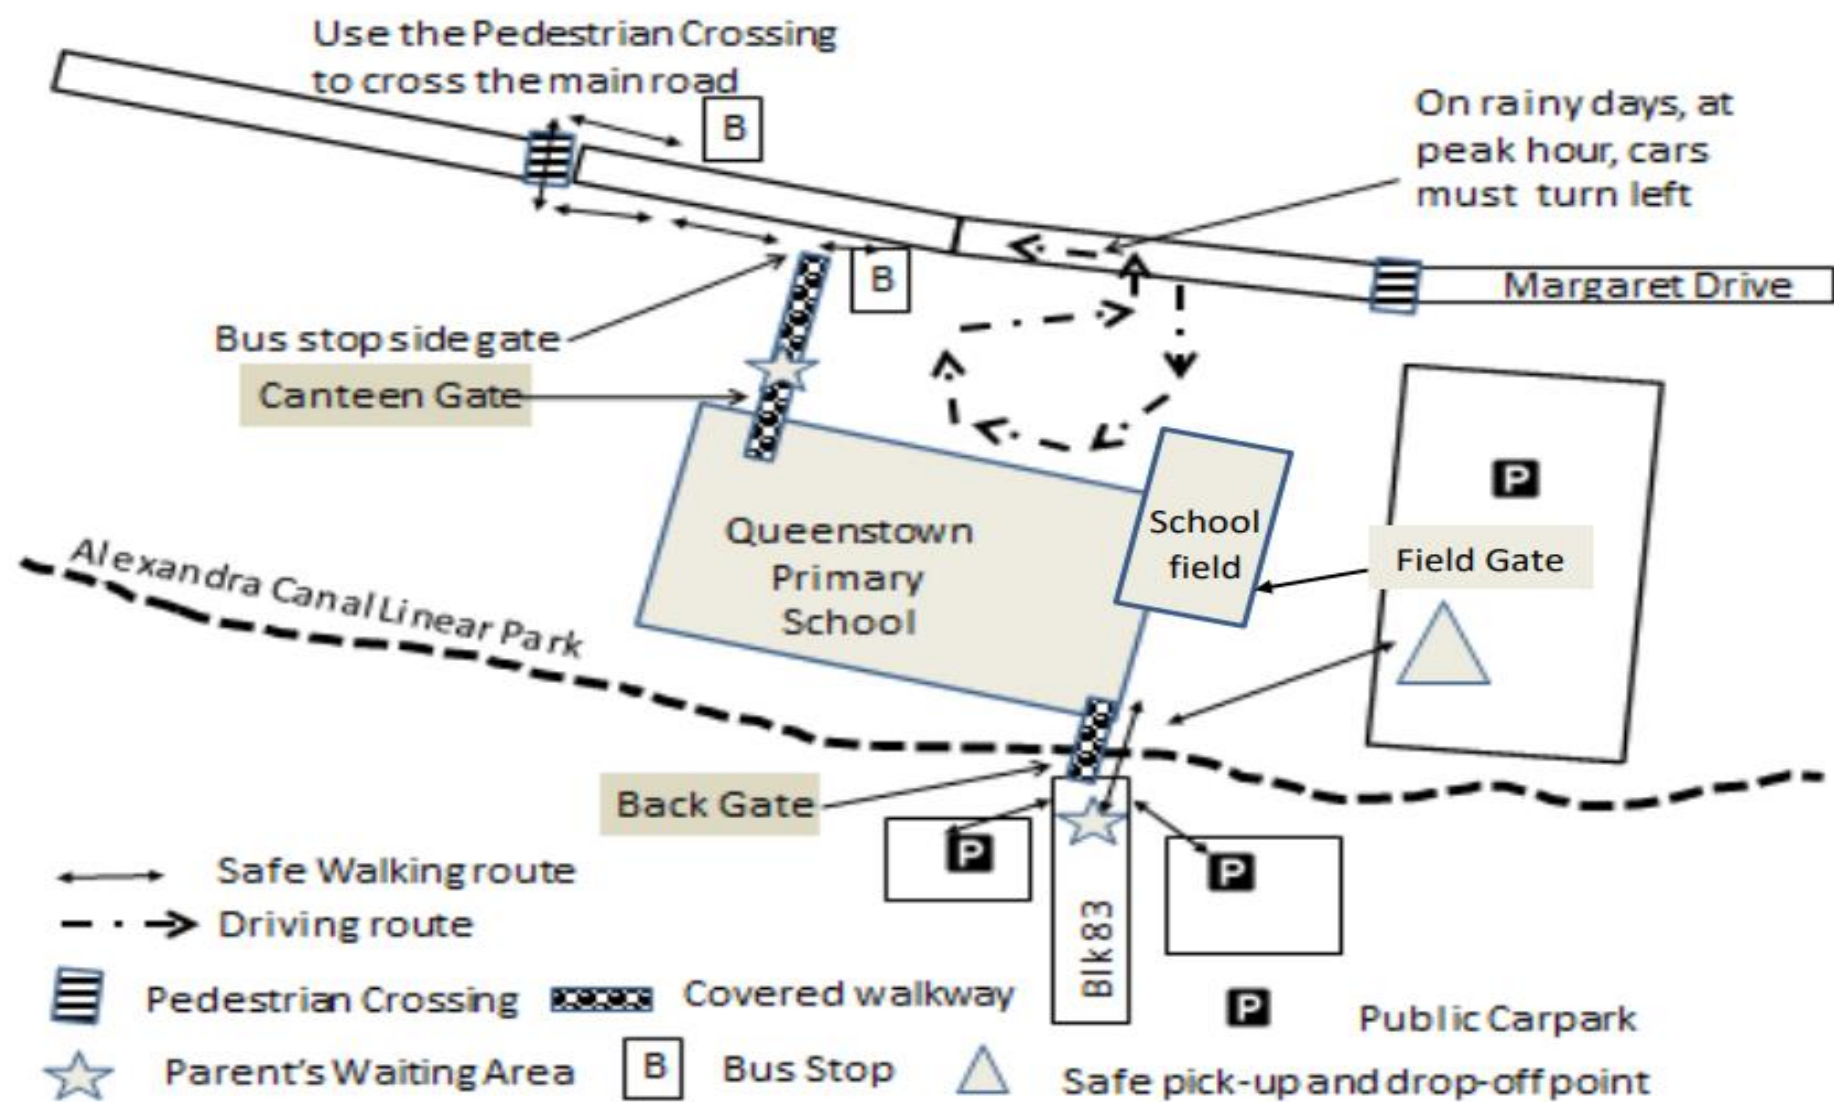 Use the Pedestrian Crossing
to cross the main road
B
On rainy days, at
peak hour, cars
must turn left
B
Margaret Drive
Bus stop side gate
Canteen Gate
P
School
field
Field Gate
Queenstown
Primary
School
Alexandra Canal Linear Park
Back Gate
P
P
Blk 83
Safe Walking route
Driving route
Pedestrian Crossing
Covered walkway
P
Public Carpark
Parent's Waiting Area
B
Bus Stop
Safe pick-up and drop-off point